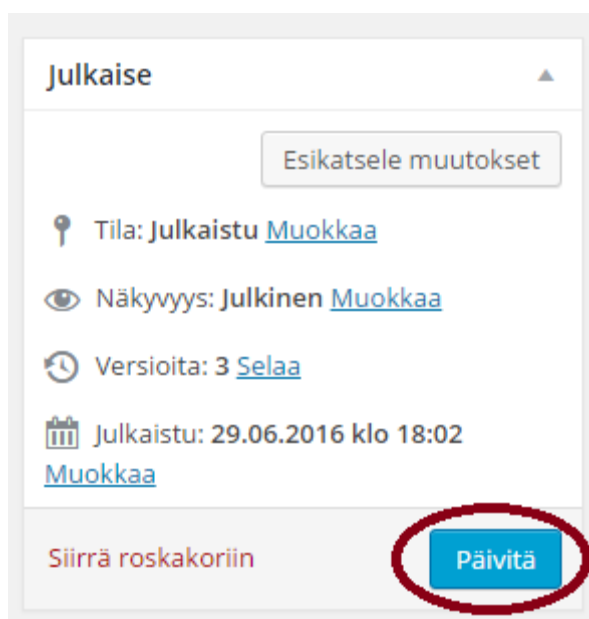 Julkaise
Esikatsele muutokset
Tila: Julkaistu Muokkaa
Näkyvyys: Julkinen Muokkaa
Versioita: 3 Selaa
Julkaistu: 29.06.2016 klo 18:02
Muokkaa
Siirrä roskakoriin
Päivitä